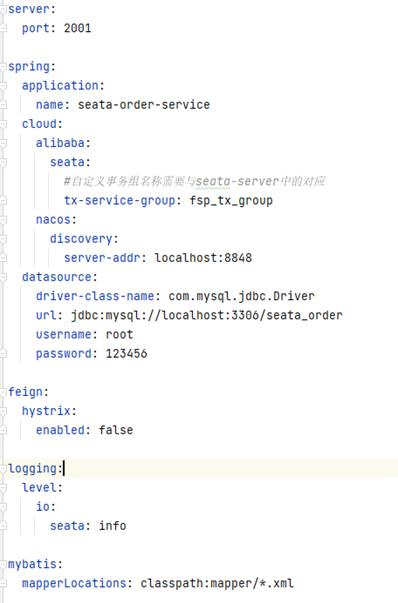 server:
  port: 2001
spring:
  application:
    name: seata-order-service
  cloud:
    alibaba:
      seata:
        #自定义事务组名称需要与seata-server中的对应
        tx-service-group: fsp_tx_group
    nacos:
      discovery:
        server-addr: localhost:8848
  datasource:
    driver-class-name: com.mysql.jdbc.Driver
    url: jdbc:mysql://localhost:3306/seata_order
    username: root
    password: 123456
feign:
  hystrix:
    enabled: false
logging:
  level:
    io:
      seata: info
mybatis:
  mapperLocations: classpath:mapper/*.xml